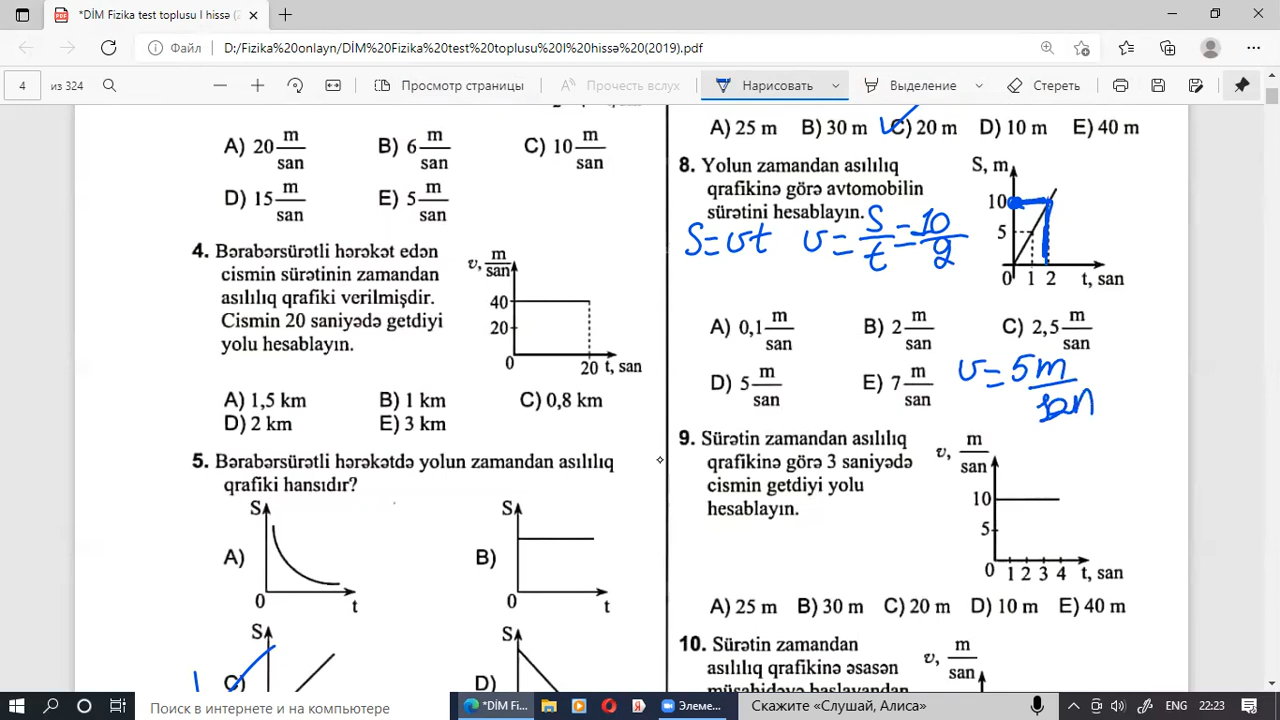 *DİM Fizika test toplusu I hissə (2
Файл
D:/Fizika%20onlayn/DİM%20Fizika%20test%20toplusu%20I%20hissə%20(2019).pdf
4
из 324
Просмотр страницы
Прочесть вслух
Нарисовать
Выделение
Стереть
A) 20 m/san B) 6 m/san C) 10 m/san
D) 15 m/san E) 5 m/san
4. Bərabərsürətli hərəkət edən
cismin sürətinin zamandan
asılılıq qrafiki verilmişdir.
Cismin 20 saniyədə getdiyi
yolu hesablayın.
v, m/san
40
20
0
20 t, san
A) 1,5 km B) 1 km C) 0,8 km
D) 2 km E) 3 km
5. Bərabərsürətli hərəkətdə yolun zamandan asılılıq
qrafiki hansıdır?
A) S 0 t
B) S 0 t
C) S
D) S
A) 25 m B) 30 m C) 20 m D) 10 m E) 40 m
8. Yolun zamandan asılılıq
qrafikinə görə avtomobilin
sürətini hesablayın.
S=vt v=S/t=10/2
S, m
10
5
0 1 2 t, san
A) 0,1 m/san B) 2 m/san C) 2,5 m/san
D) 5 m/san E) 7 m/san
v=5 m/san
9. Sürətin zamandan asılılıq
qrafikinə görə 3 saniyədə
cismin getdiyi yolu
hesablayın.
v, m/san
10
5
0 1 2 3 4 t, san
A) 25 m B) 30 m C) 20 m D) 10 m E) 40 m
10. Sürətin zamandan
asılılıq qrafikinə əsasən
müşahidəyə başlayandan
v, m/san
Поиск в интернете и на компьютере
*DİM Fi...
Элеме...
Скажите «Слушай, Алиса»
ENG
22:23